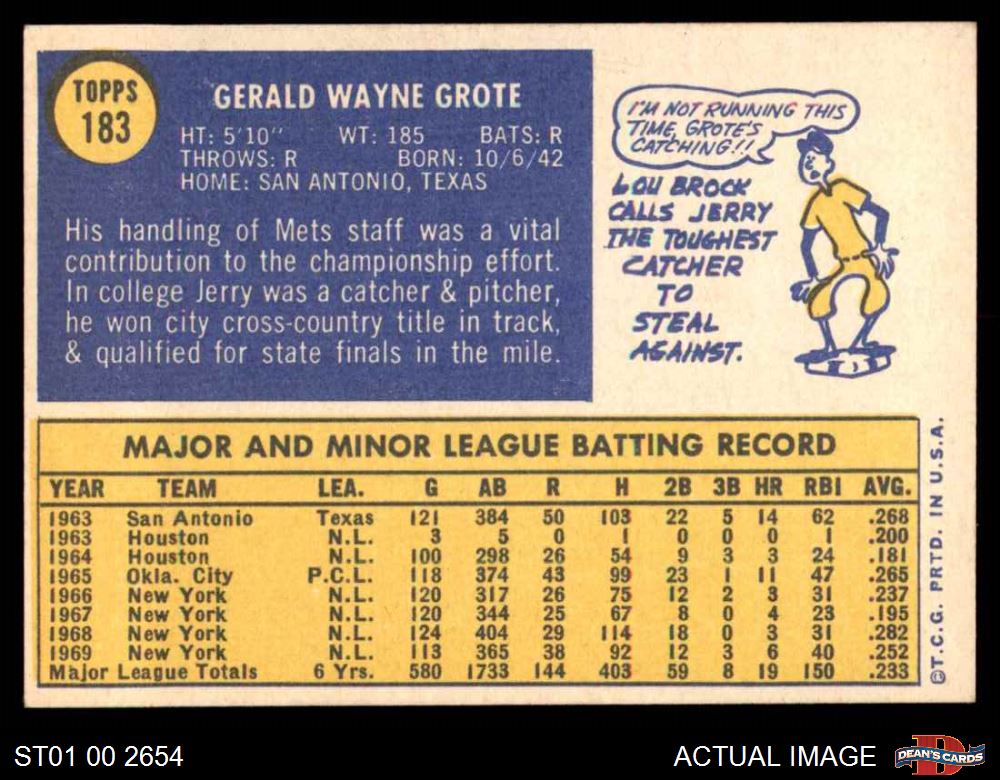 TOPPS
183
GERALD WAYNE GROTE
HT: 5'10" WT: 185 BATS: R
THROWS: R BORN: 10/6/42
HOME: SAN ANTONIO, TEXAS
His handling of Mets staff was a vital
contribution to the championship effort.
In college Jerry was a catcher & pitcher,
he won city cross-country title in track,
& qualified for state finals in the mile.
I'M NOT RUNNING THIS
TIME, GROTE'S
CATCHING!!
LOU BROCK
CALLS JERRY
THE TOUGHEST
CATCHER
TO
STEAL
AGAINST.
MAJOR AND MINOR LEAGUE BATTING RECORD
YEAR TEAM LEA. G AB R H 2B 3B HR RBI AVG.
1963 San Antonio Texas 121 384 50 103 22 5 14 62 .268
1963 Houston N.L. 3 5 0 1 0 0 0 1 .200
1964 Houston N.L. 100 298 26 54 9 3 3 24 .181
1965 Okla. City P.C.L. 118 374 43 99 23 1 11 47 .265
1966 New York N.L. 120 317 26 75 12 2 3 31 .237
1967 New York N.L. 120 344 25 67 8 0 4 23 .195
1968 New York N.L. 124 404 29 114 18 0 3 31 .282
1969 New York N.L. 113 365 38 92 12 3 6 40 .252
Major League Totals 6 Yrs. 580 1733 144 403 59 8 19 150 .233
©T.C.G. PRTD. IN U.S.A.
ST01 00 2654
ACTUAL IMAGE
D
DEAN'S CARDS